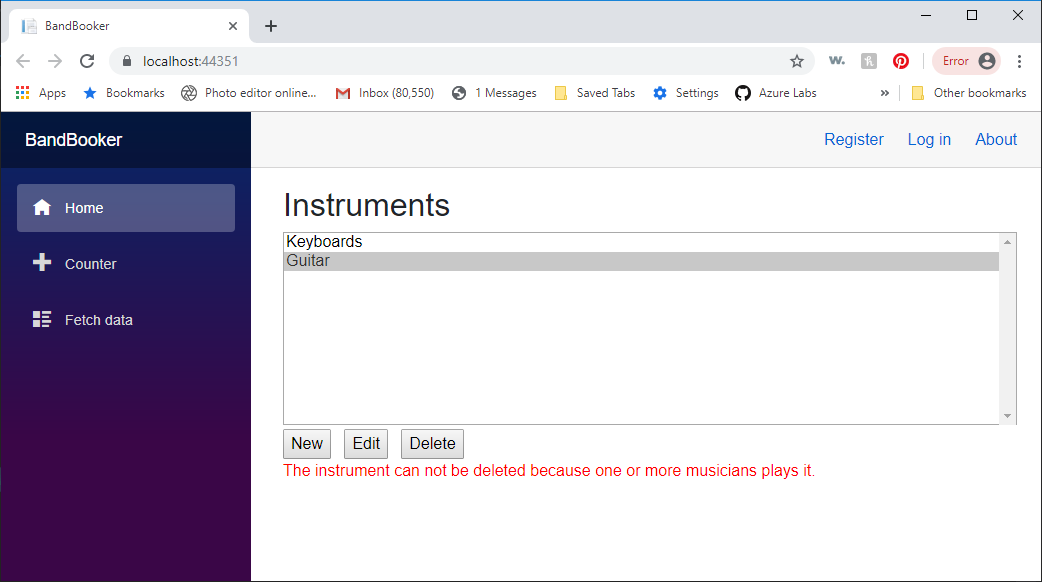 BandBooker
localhost:44351
w.
Error
Apps Bookmarks Photo editor online... Inbox (80,550) 1 Messages Saved Tabs Settings Azure Labs » Other bookmarks
BandBooker
Register Log in About
Home
Counter
Fetch data
Instruments
Keyboards
Guitar
New Edit Delete
The instrument can not be deleted because one or more musicians plays it.